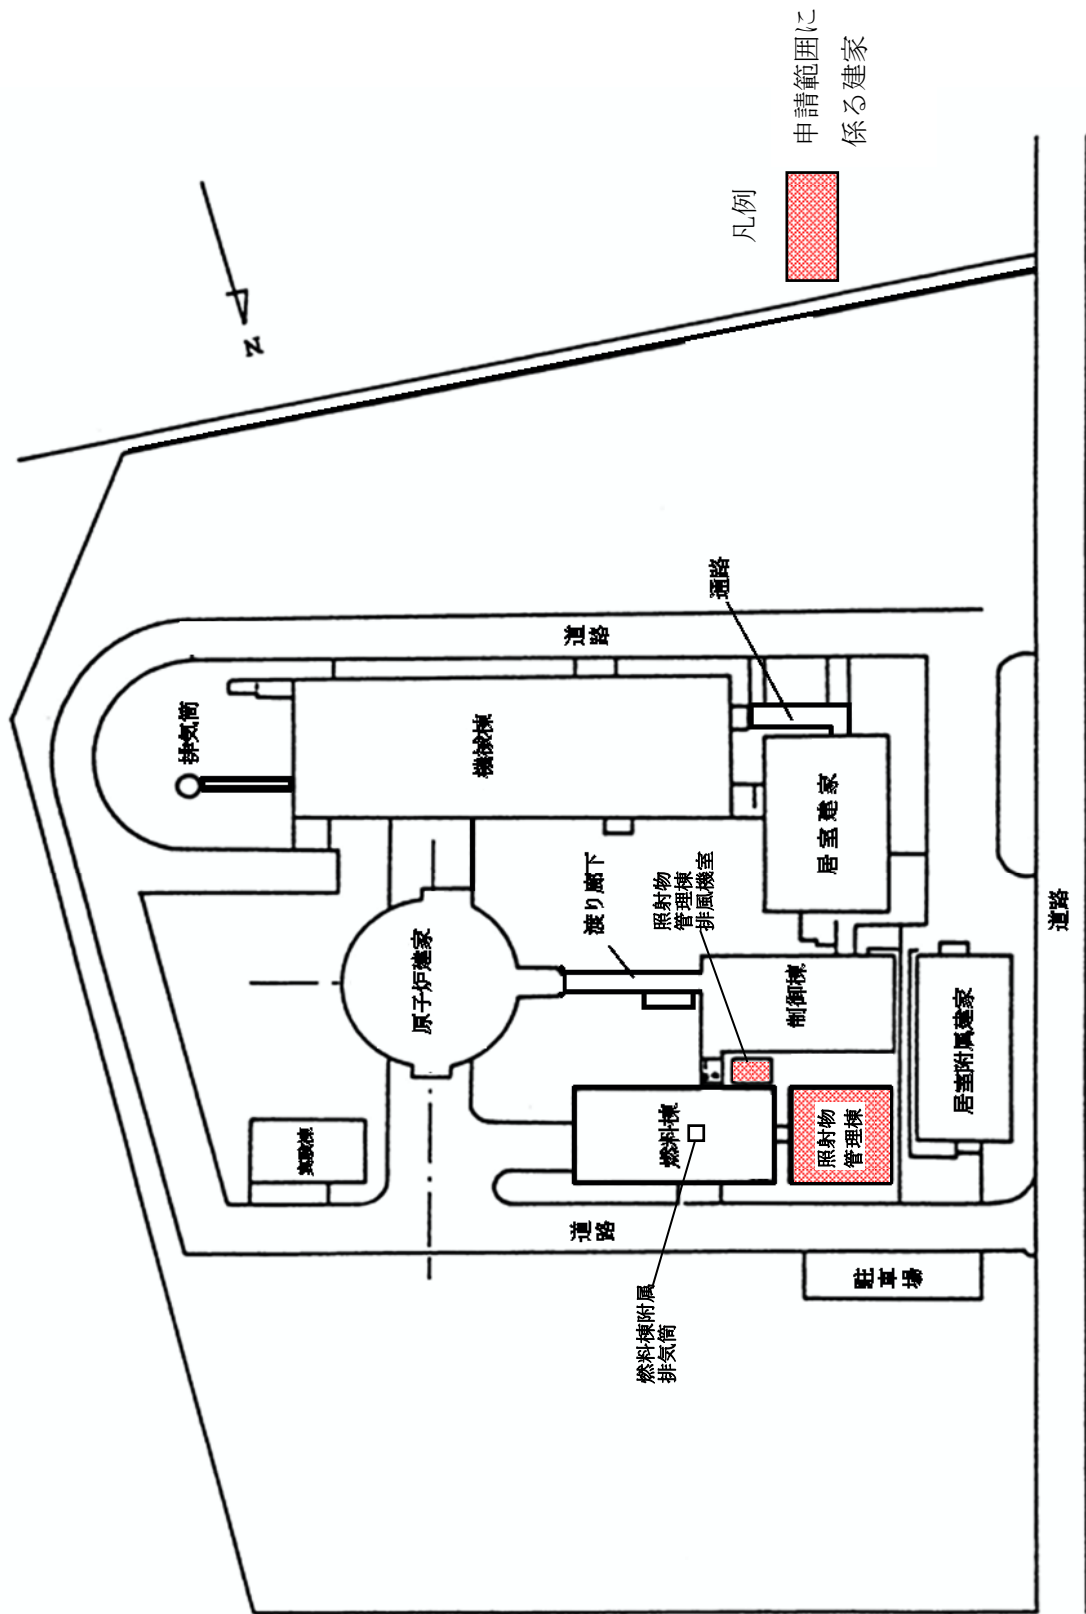 凡例
申請範囲に
係る建家
N
道路
通路
排気筒
機械棟
居室建家
渡り廊下
照射物
管理棟
排風機室
原子炉建家
制御棟
道路
居室附属建家
実験棟
燃料棟
照射物
管理棟
道路
駐車場
燃料棟附属
排気筒